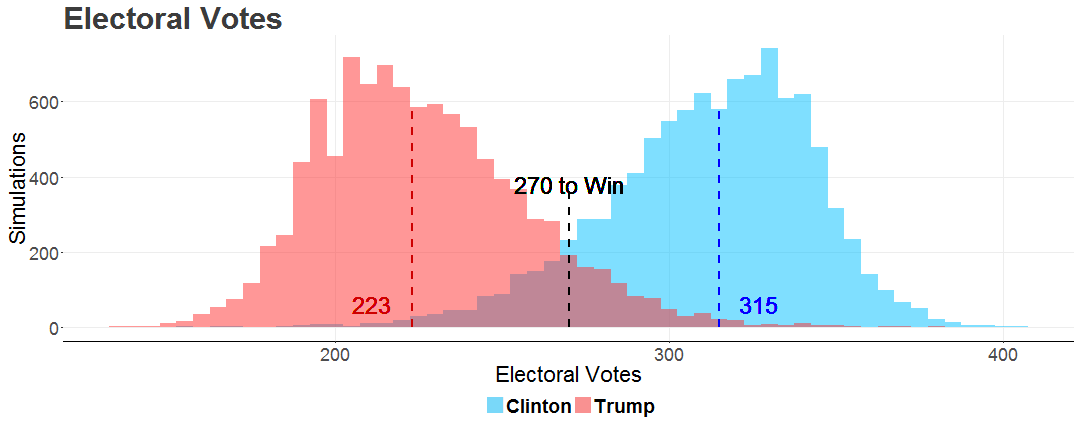 Electoral Votes
Simulations
600
400
200
0
270 to Win
223
315
200 300 400
Electoral Votes
Clinton Trump